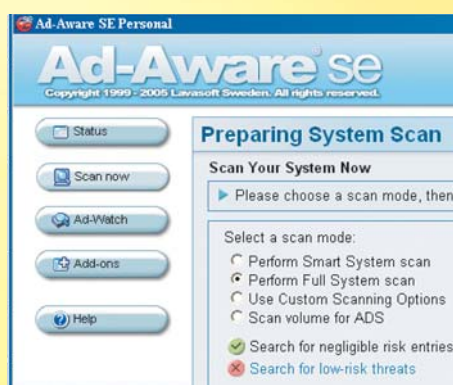 Ad-Aware SE Personal
Ad-Aware SE
Copyright 1999 - 2005 Lavasoft Sweden. All rights reserved.
Status
Scan now
Ad-Watch
Add-ons
Help
Preparing System Scan
Scan Your System Now
Please choose a scan mode, then
Select a scan mode:
Perform Smart System scan
Perform Full System scan
Use Custom Scanning Options
Scan volume for ADS
Search for negligible risk entries
Search for low-risk threats